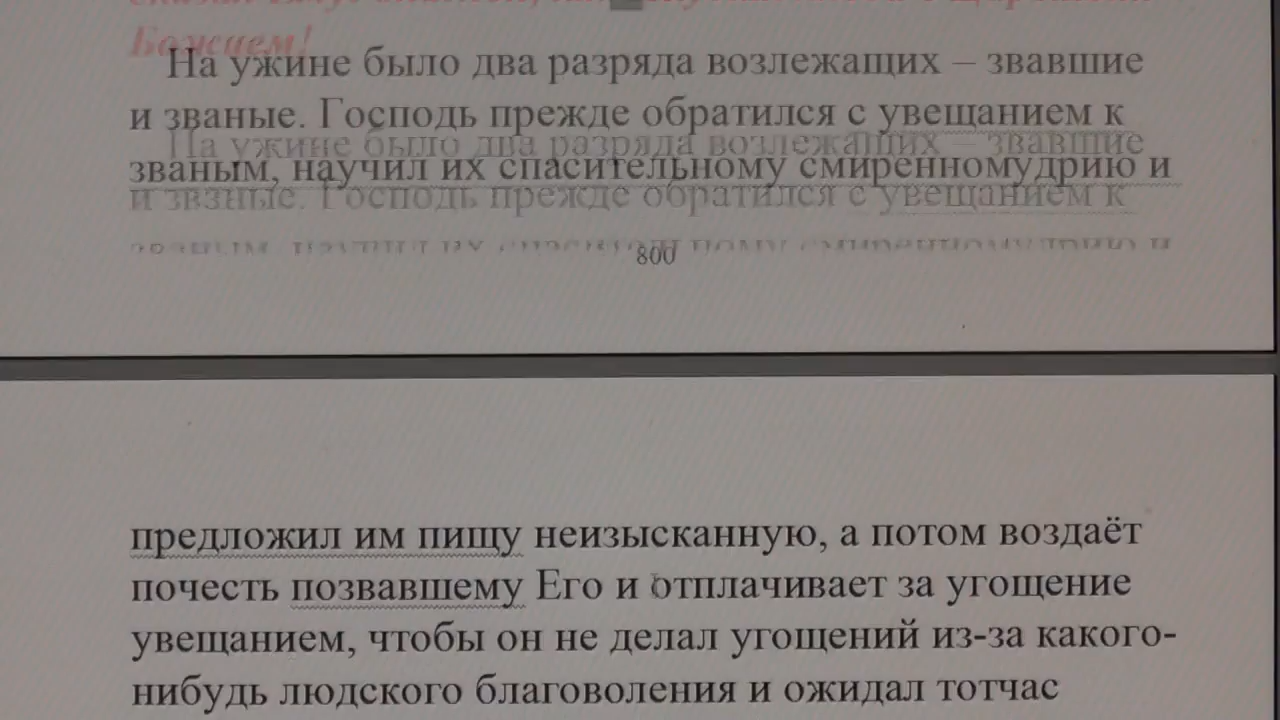 Божием!
На ужине было два разряда возлежащих – звавшие
и званые. Господь прежде обратился с увещанием к
званым, научил их спасительному смиренномудрию и
800
предложил им пищу неизысканную, а потом воздаёт
почесть позвавшему Его и отплачивает за угощение
увещанием, чтобы он не делал угощений из-за какого-
нибудь людского благоволения и ожидал тотчас